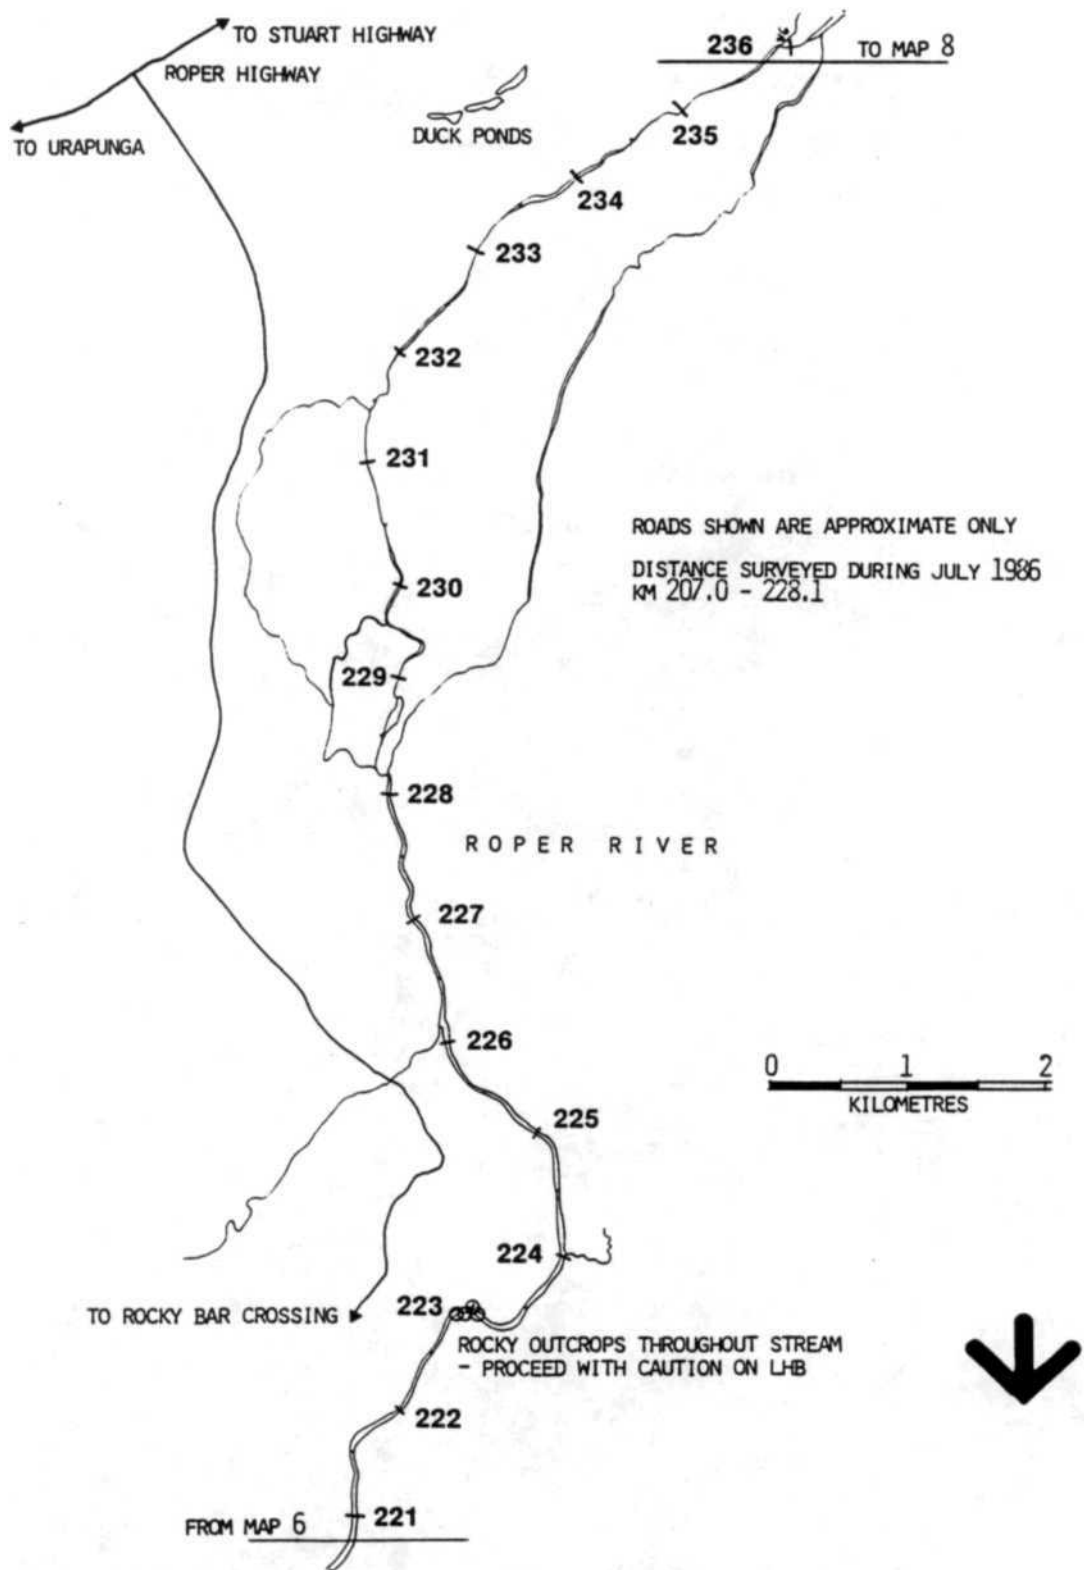 TO STUART HIGHWAY
236
TO MAP 8
ROPER HIGHWAY
DUCK PONDS
235
TO URAPUNGA
234
233
232
231
ROADS SHOWN ARE APPROXIMATE ONLY
DISTANCE SURVEYED DURING JULY 1986
KM 207.0 - 228.1
230
229
228
ROPER RIVER
227
226
0 1 2
KILOMETRES
225
224
223
TO ROCKY BAR CROSSING
ROCKY OUTCROPS THROUGHOUT STREAM
- PROCEED WITH CAUTION ON LHB
222
221
FROM MAP 6